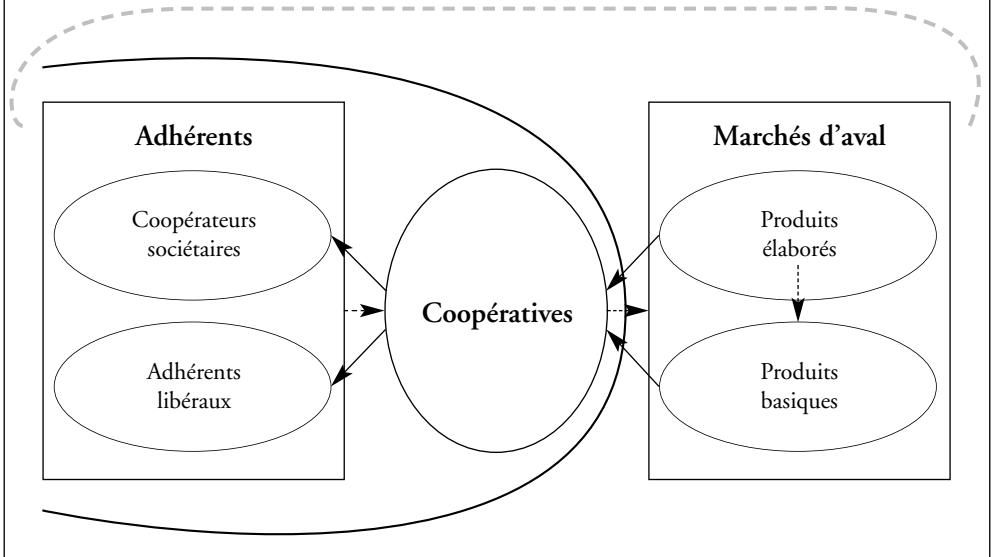 Adhérents
Coopérateurs
sociétaires
Adhérents
libéraux
Coopératives
Marchés d’aval
Produits
élaborés
Produits
basiques